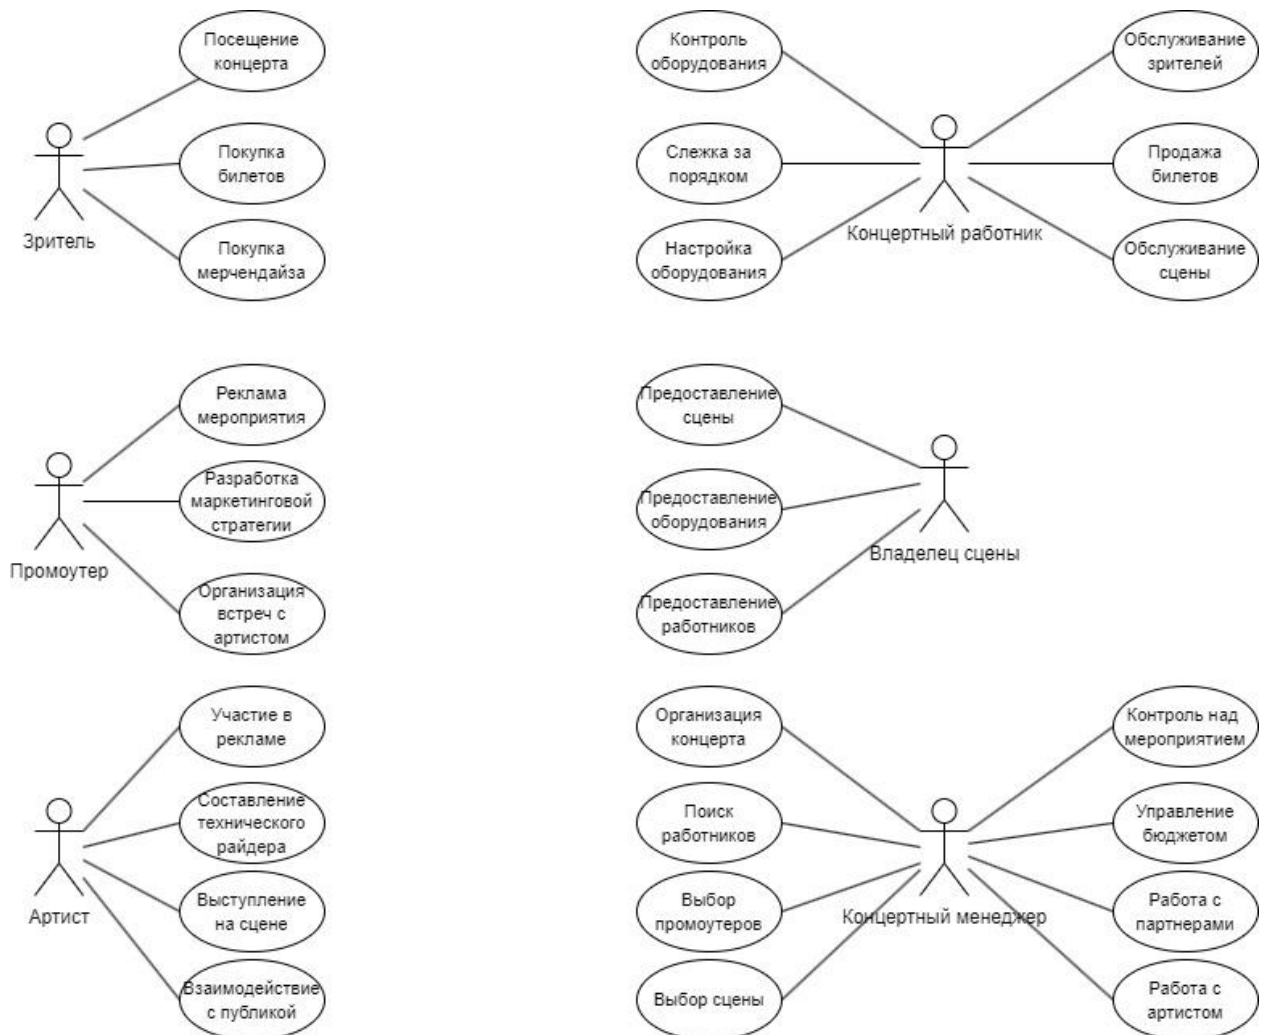 Посещение
концерта
Покупка
билетов
Покупка
мерчендайза
Зритель
Контроль
оборудования
Слежка за
порядком
Настройка
оборудования
Концертный работник
Обслуживание
зрителей
Продажа
билетов
Обслуживание
сцены
Реклама
мероприятия
Разработка
маркетинговой
стратегии
Организация
встреч с
артистом
Промоутер
Предоставление
сцены
Предоставление
оборудования
Предоставление
работников
Владелец сцены
Участие в
рекламе
Составление
технического
райдера
Выступление
на сцене
Взаимодействие
с публикой
Артист
Организация
концерта
Поиск
работников
Выбор
промоутеров
Выбор сцены
Концертный менеджер
Контроль над
мероприятием
Управление
бюджетом
Работа с
партнерами
Работа с
артистом